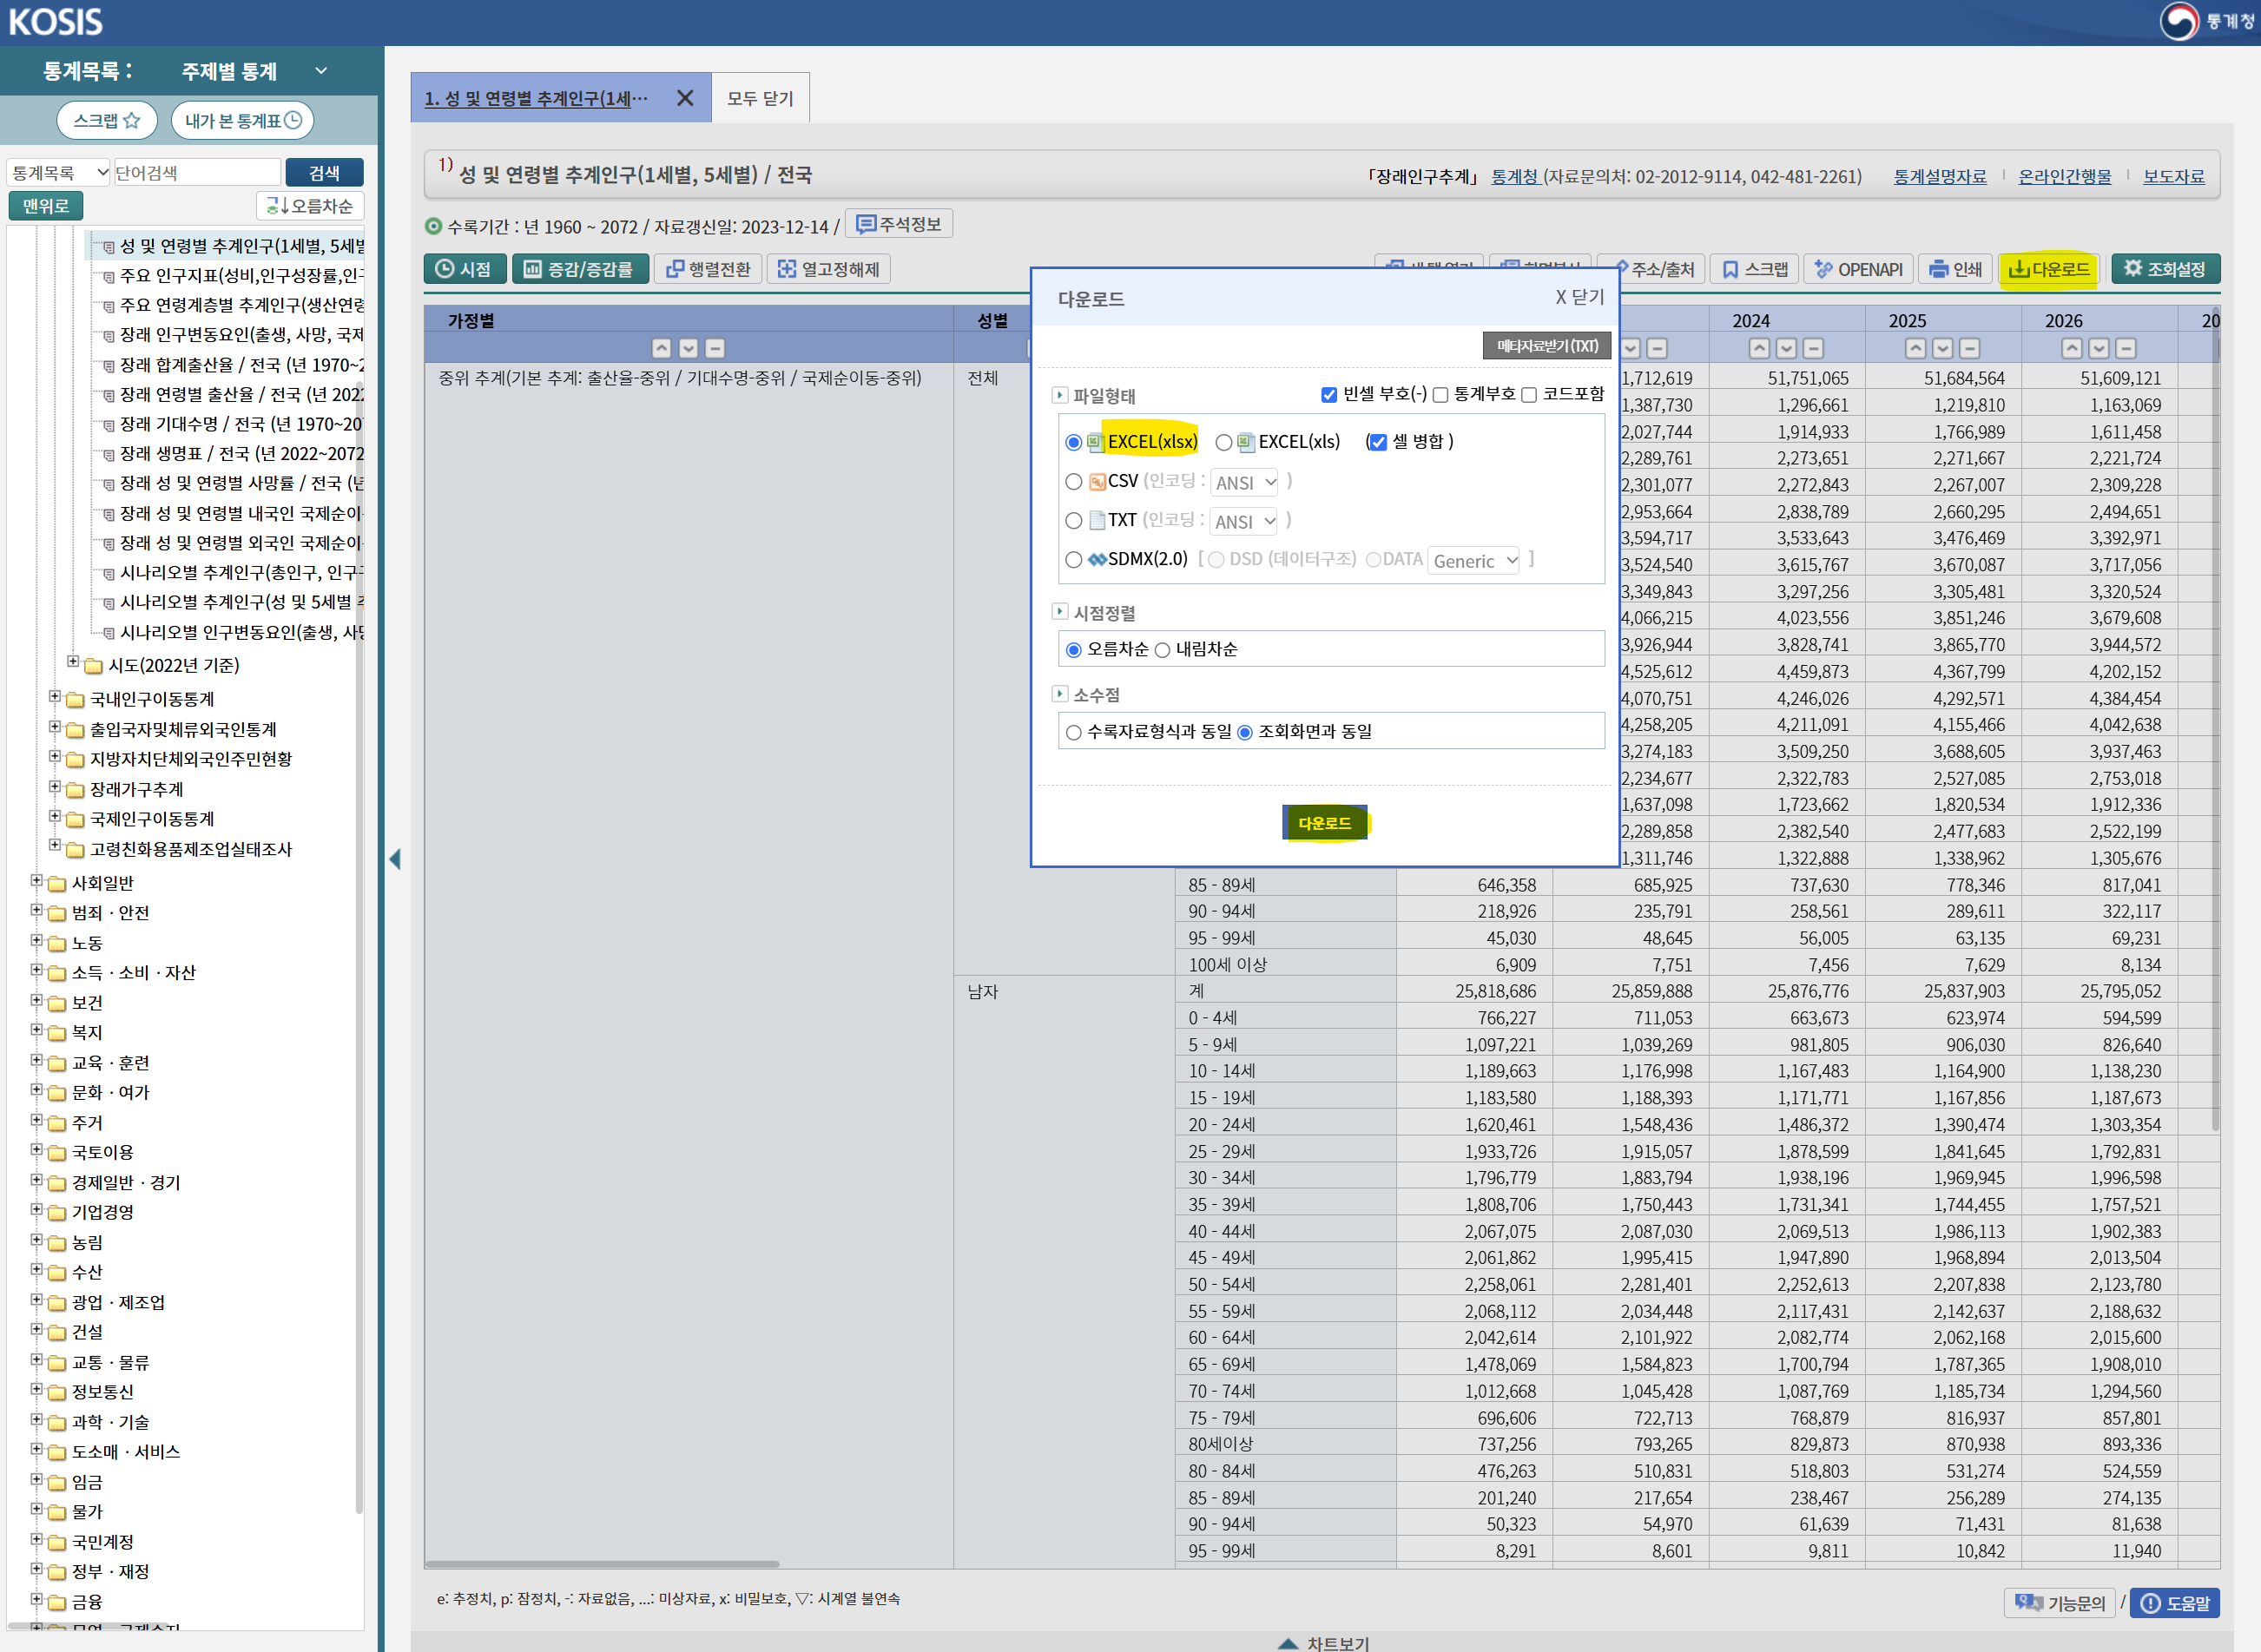 KOSIS
통계청
통계목록 : 주제별 통계
스크랩 내가 본 통계표
통계목록 단어검색 검색
맨위로 오름차순
성 및 연령별 추계인구(1세별, 5세별
주요 인구지표(성비,인구성장률,인구
주요 연령계층별 추계인구(생산연령
장래 인구변동요인(출생, 사망, 국제
장래 합계출산율 / 전국 (년 1970~2
장래 연령별 출산율 / 전국 (년 2022
장래 기대수명 / 전국 (년 1970~20
장래 생명표 / 전국 (년 2022~2072
장래 성 및 연령별 사망률 / 전국 (년
장래 성 및 연령별 내국인 국제순이
장래 성 및 연령별 외국인 국제순이
시나리오별 추계인구(총인구, 인구
시나리오별 추계인구(성 및 5세별
시나리오별 인구변동요인(출생, 사망
시도(2022년 기준)
국내인구이동통계
출입국자및체류외국인통계
지방자치단체외국인주민현황
장래가구추계
국제인구이동통계
고령친화용품제조업실태조사
사회일반
범죄 · 안전
노동
소득 · 소비 · 자산
보건
복지
교육 · 훈련
문화 · 여가
주거
국토이용
경제일반 · 경기
기업경영
농림
수산
광업 · 제조업
건설
교통 · 물류
정보통신
과학 · 기술
도소매 · 서비스
임금
물가
국민계정
정부 · 재정
금융
1. 성 및 연령별 추계인구(1세… 모두 닫기
1) 성 및 연령별 추계인구(1세별, 5세별) / 전국
「장래인구추계」 통계청 (자료문의처: 02-2012-9114, 042-481-2261) 통계설명자료 온라인간행물 보도자료
수록기간 : 년 1960 ~ 2072 / 자료갱신일: 2023-12-14 / 주석정보
시점 증감/증감률 행렬전환 열고정해제 주소/출처 스크랩 OPENAPI 인쇄 다운로드 조회설정
가정별 성별 2024 2025 2026 20
중위 추계(기본 추계: 출산율-중위 / 기대수명-중위 / 국제순이동-중위) 전체
1,712,619 51,751,065 51,684,564 51,609,121
1,387,730 1,296,661 1,219,810 1,163,069
2,027,744 1,914,933 1,766,989 1,611,458
2,289,761 2,273,651 2,271,667 2,221,724
2,301,077 2,272,843 2,267,007 2,309,228
2,953,664 2,838,789 2,660,295 2,494,651
3,594,717 3,533,643 3,476,469 3,392,971
3,524,540 3,615,767 3,670,087 3,717,056
3,349,843 3,297,256 3,305,481 3,320,524
4,066,215 4,023,556 3,851,246 3,679,608
3,926,944 3,828,741 3,865,770 3,944,572
4,525,612 4,459,873 4,367,799 4,202,152
4,070,751 4,246,026 4,292,571 4,384,454
4,258,205 4,211,091 4,155,466 4,042,638
3,274,183 3,509,250 3,688,605 3,937,463
2,234,677 2,322,783 2,527,085 2,753,018
1,637,098 1,723,662 1,820,534 1,912,336
2,289,858 2,382,540 2,477,683 2,522,199
1,311,746 1,322,888 1,338,962 1,305,676
85 - 89세 646,358 685,925 737,630 778,346 817,041
90 - 94세 218,926 235,791 258,561 289,611 322,117
95 - 99세 45,030 48,645 56,005 63,135 69,231
100세 이상 6,909 7,751 7,456 7,629 8,134
남자 계 25,818,686 25,859,888 25,876,776 25,837,903 25,795,052
0 - 4세 766,227 711,053 663,673 623,974 594,599
5 - 9세 1,097,221 1,039,269 981,805 906,030 826,640
10 - 14세 1,189,663 1,176,998 1,167,483 1,164,900 1,138,230
15 - 19세 1,183,580 1,188,393 1,171,771 1,167,856 1,187,673
20 - 24세 1,620,461 1,548,436 1,486,372 1,390,474 1,303,354
25 - 29세 1,933,726 1,915,057 1,878,599 1,841,645 1,792,831
30 - 34세 1,796,779 1,883,794 1,938,196 1,969,945 1,996,598
35 - 39세 1,808,706 1,750,443 1,731,341 1,744,455 1,757,521
40 - 44세 2,067,075 2,087,030 2,069,513 1,986,113 1,902,383
45 - 49세 2,061,862 1,995,415 1,947,890 1,968,894 2,013,504
50 - 54세 2,258,061 2,281,401 2,252,613 2,207,838 2,123,780
55 - 59세 2,068,112 2,034,448 2,117,431 2,142,637 2,188,632
60 - 64세 2,042,614 2,101,922 2,082,774 2,062,168 2,015,600
65 - 69세 1,478,069 1,584,823 1,700,794 1,787,365 1,908,010
70 - 74세 1,012,668 1,045,428 1,087,769 1,185,734 1,294,560
75 - 79세 696,606 722,713 768,879 816,937 857,801
80세이상 737,256 793,265 829,873 870,938 893,336
80 - 84세 476,263 510,831 518,803 531,274 524,559
85 - 89세 201,240 217,654 238,467 256,289 274,135
90 - 94세 50,323 54,970 61,639 71,431 81,638
95 - 99세 8,291 8,601 9,811 10,842 11,940
다운로드 X 닫기
메타자료받기 (TXT)
파일형태 빈셀 부호(-) 통계부호 코드포함
EXCEL(xlsx) EXCEL(xls) (셀 병합 )
CSV (인코딩 : ANSI )
TXT (인코딩 : ANSI )
SDMX(2.0) [ DSD (데이터구조) DATA Generic ]
시점정렬
오름차순 내림차순
소수점
수록자료형식과 동일 조회화면과 동일
다운로드
e: 추정치, p: 잠정치, -: 자료없음, ...: 미상자료, x: 비밀보호, ▽: 시계열 불연속
기능문의 / 도움말
차트보기